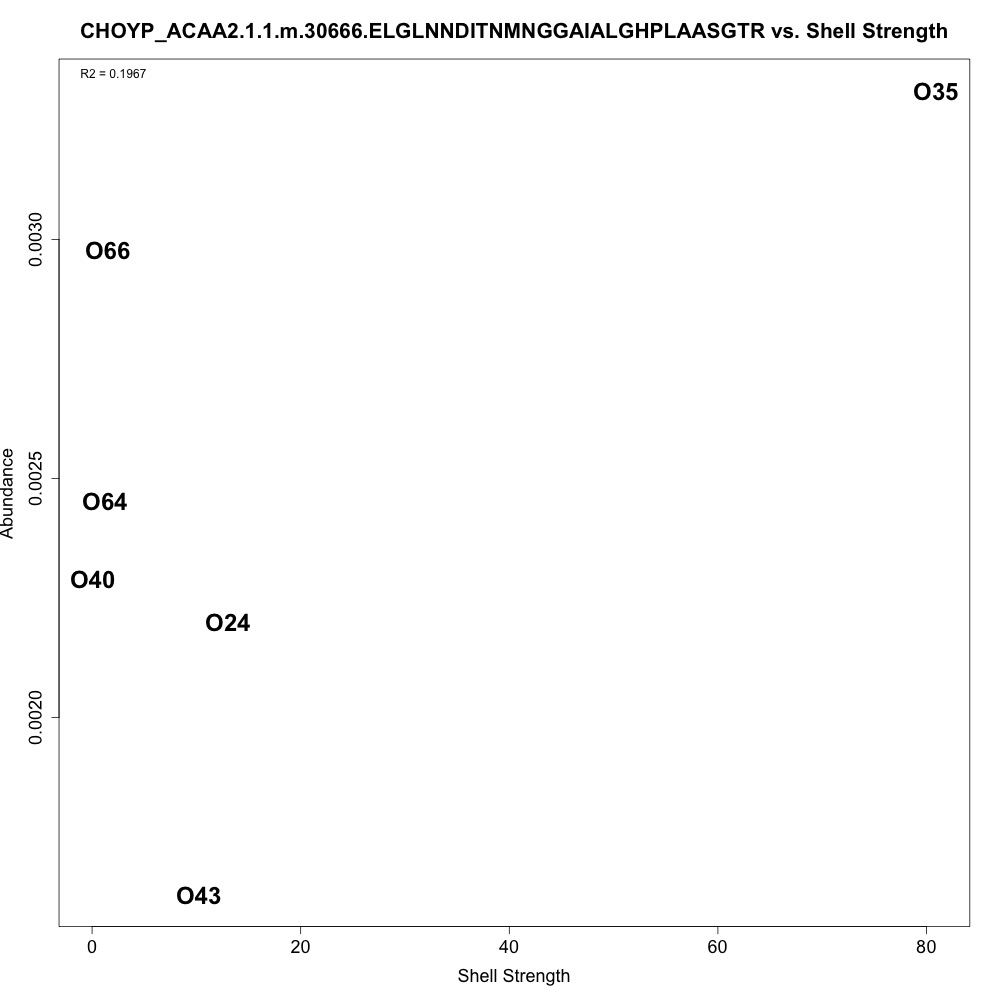 CHOYP_ACAA2.1.1.m.30666.ELGLNNDITNMNGGAIALGHPLAASGTR vs. Shell Strength
R2 = 0.1967
O35
0.0030
O66
0.0025
O64
Abundance
O40
O24
0.0020
O43
0 20 40 60 80
Shell Strength